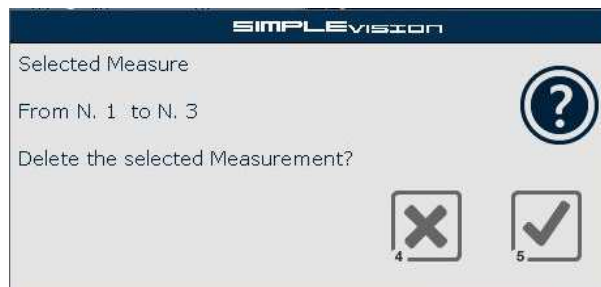 SIMPLEVISION
Selected Measure
From N. 1 to N. 3
?
Delete the selected Measurement?
4 5